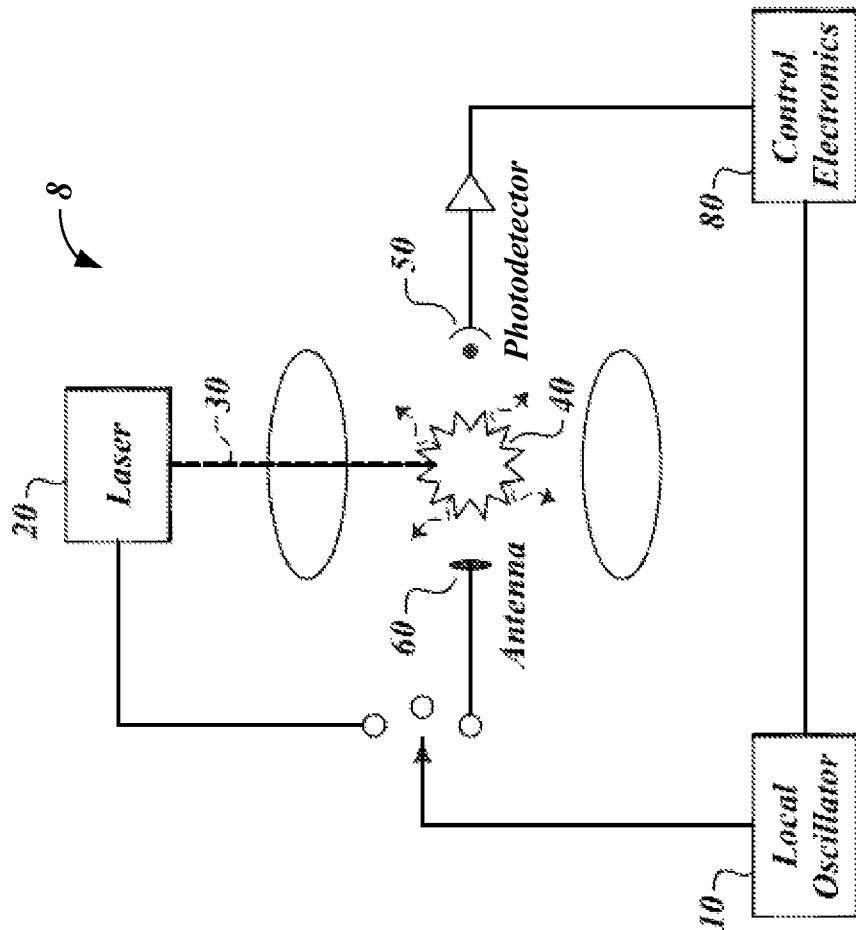 8
20
Laser
30
50
Photodetector
40
60
Antenna
80
Control
Electronics
10
Local
Oscillator